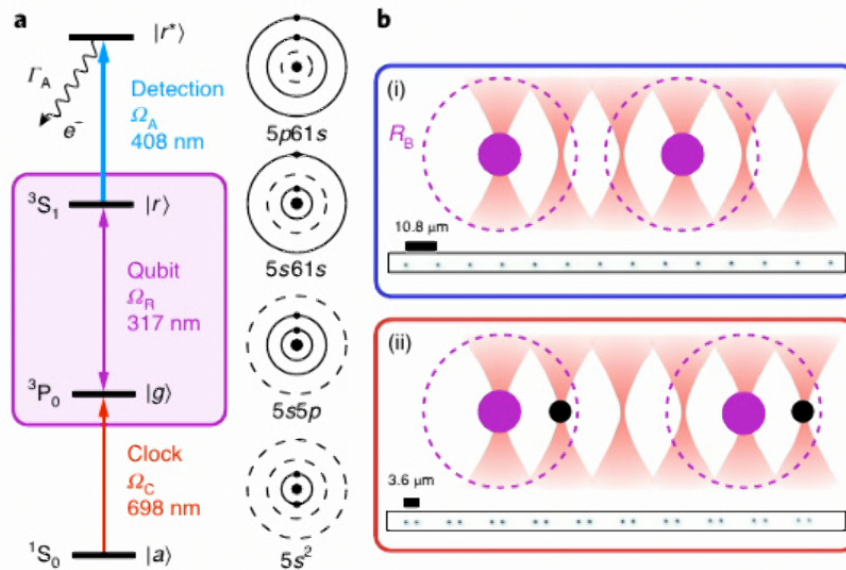 a
|r*⟩
Γ_A
e⁻
Detection
Ω_A
408 nm
5p61s
³S₁
|r⟩
Qubit
Ω_R
317 nm
5s61s
³P₀
|g⟩
5s5p
Clock
Ω_C
698 nm
¹S₀
|a⟩
5s²
b
(i)
R_B
10.8 μm
(ii)
3.6 μm